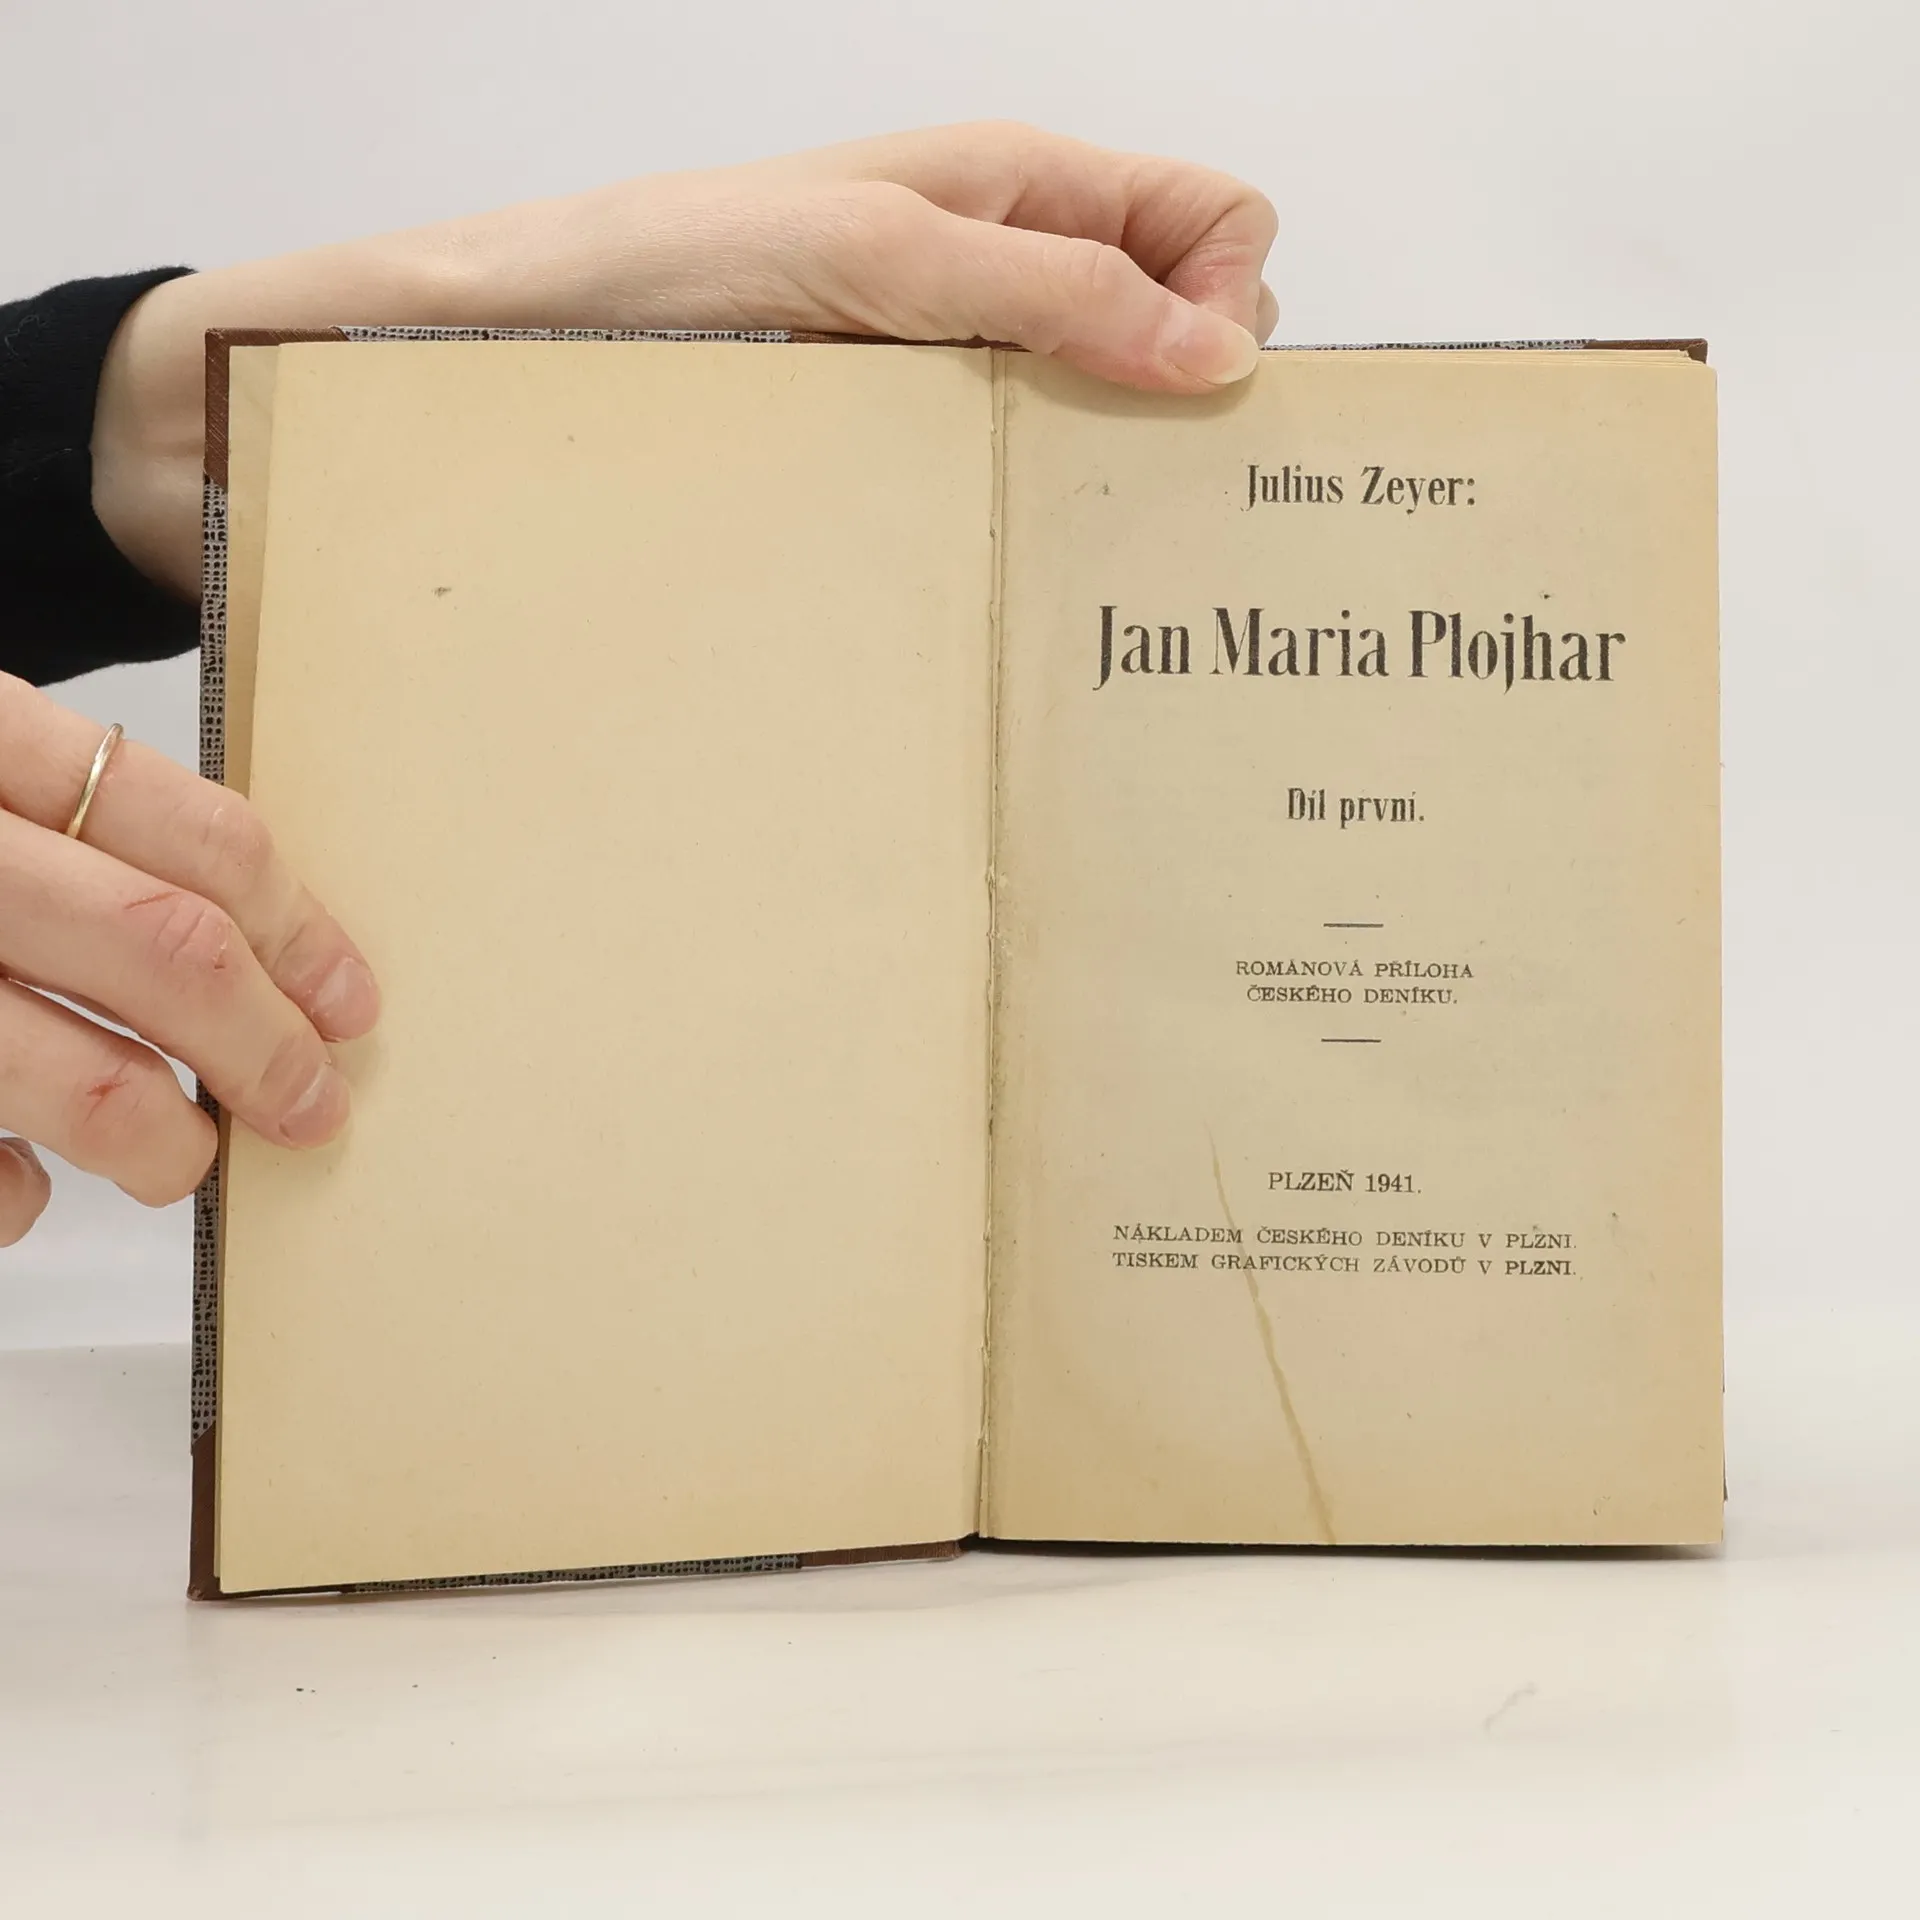 Julius Zeyer:
Jan Maria Plojhar
Díl první.
ROMÁNOVÁ PŘÍLOHA
ČESKÉHO DENÍKU.
PLZEŇ 1941.
NÁKLADEM ČESKÉHO DENÍKU V PLZNI.
TISKEM GRAFICKÝCH ZÁVODŮ V PLZNI.